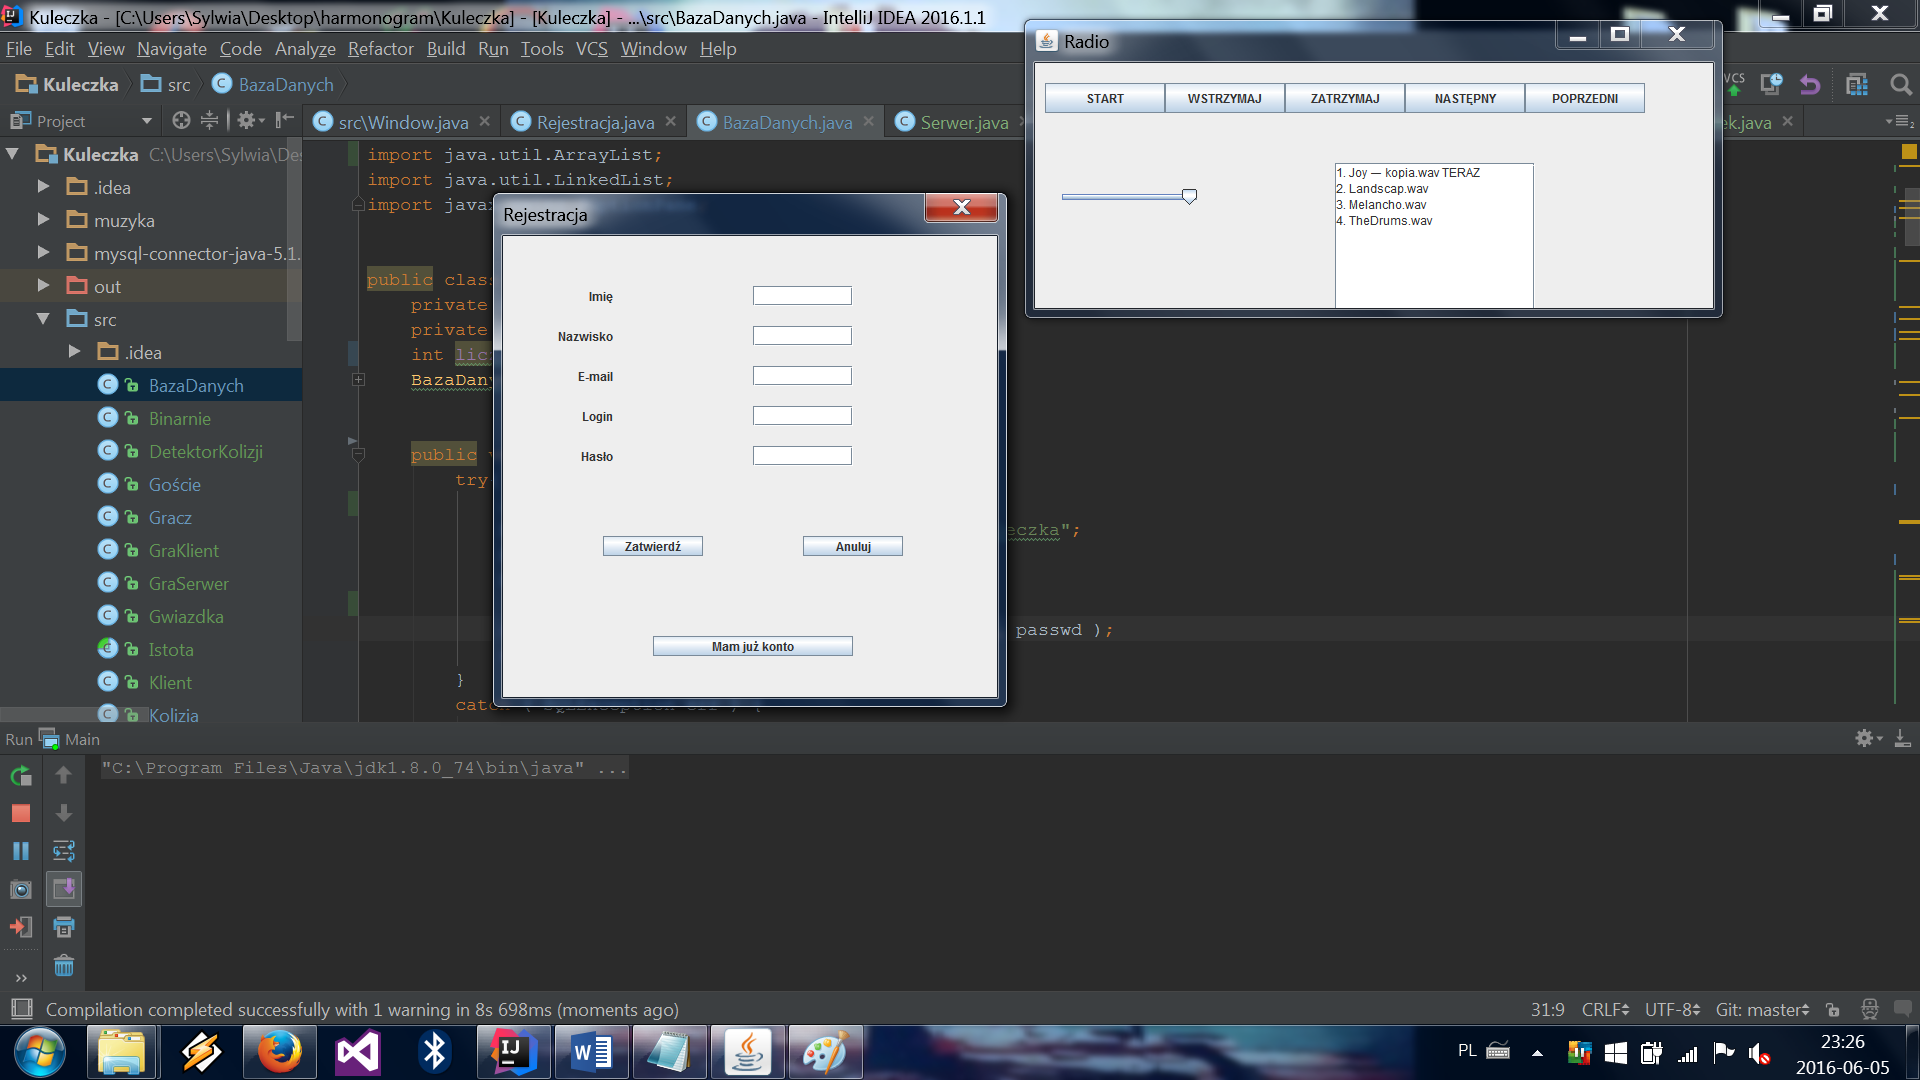 Kuleczka - [C:\Users\Sylwia\Desktop\harmonogram\Kuleczka] - [Kuleczka] - ...\src\BazaDanych.java - IntelliJ IDEA 2016.1.1
File Edit View Navigate Code Analyze Refactor Build Run Tools VCS Window Help
Kuleczka src BazaDanych
VCS
Project
src\Window.java Rejestracja.java BazaDanych.java Serwer.java ek.java
Kuleczka C:\Users\Sylwia\De
.idea
muzyka
mysql-connector-java-5.1.
out
src
.idea
BazaDanych
Binarnie
DetektorKolizji
Goście
Gracz
GraKlient
GraSerwer
Gwiazdka
Istota
Klient
Kolizja
import java.util.ArrayList;
import java.util.LinkedList;
import java
public clas
private
private
int lic
BazaDan
public
try
eczka";
passwd );
}
catc
Rejestracja
Imię
Nazwisko
E-mail
Login
Hasło
Zatwierdź Anuluj
Mam już konto
Radio
START WSTRZYMAJ ZATRZYMAJ NASTĘPNY POPRZEDNI
1. Joy — kopia.wav TERAZ
2. Landscap.wav
3. Melancho.wav
4. TheDrums.wav
Run Main
"C:\Program Files\Java\jdk1.8.0_74\bin\java" ...
Compilation completed successfully with 1 warning in 8s 698ms (moments ago)
31:9 CRLF UTF-8 Git: master
PL
23:26
2016-06-05